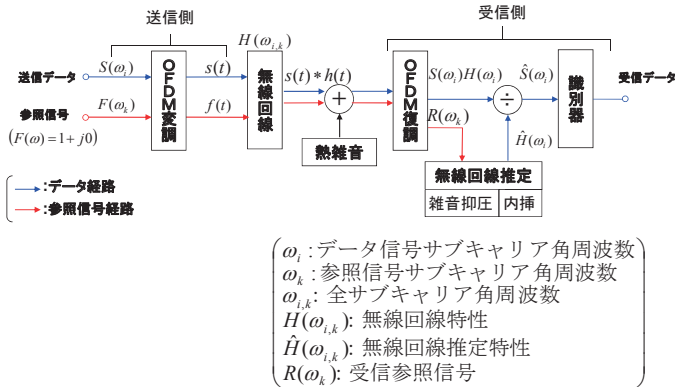 送信側
受信側
送信データ
S(ω_i)
OFDM変調
s(t)
H(ω_{i,k})
無線回線
s(t)*h(t)
+
熱雑音
OFDM復調
S(ω_i)H(ω_i)
÷
Ŝ(ω_i)
識別器
受信データ
参照信号
F(ω_k)
f(t)
R(ω_k)
Ĥ(ω_i)
(F(ω)=1+j0)
無線回線推定
雑音抑圧 内挿
:データ経路
:参照信号経路
ω_i:データ信号サブキャリア角周波数
ω_k:参照信号サブキャリア角周波数
ω_{i,k}:全サブキャリア角周波数
H(ω_{i,k}):無線回線特性
Ĥ(ω_{i,k}):無線回線推定特性
R(ω_k):受信参照信号